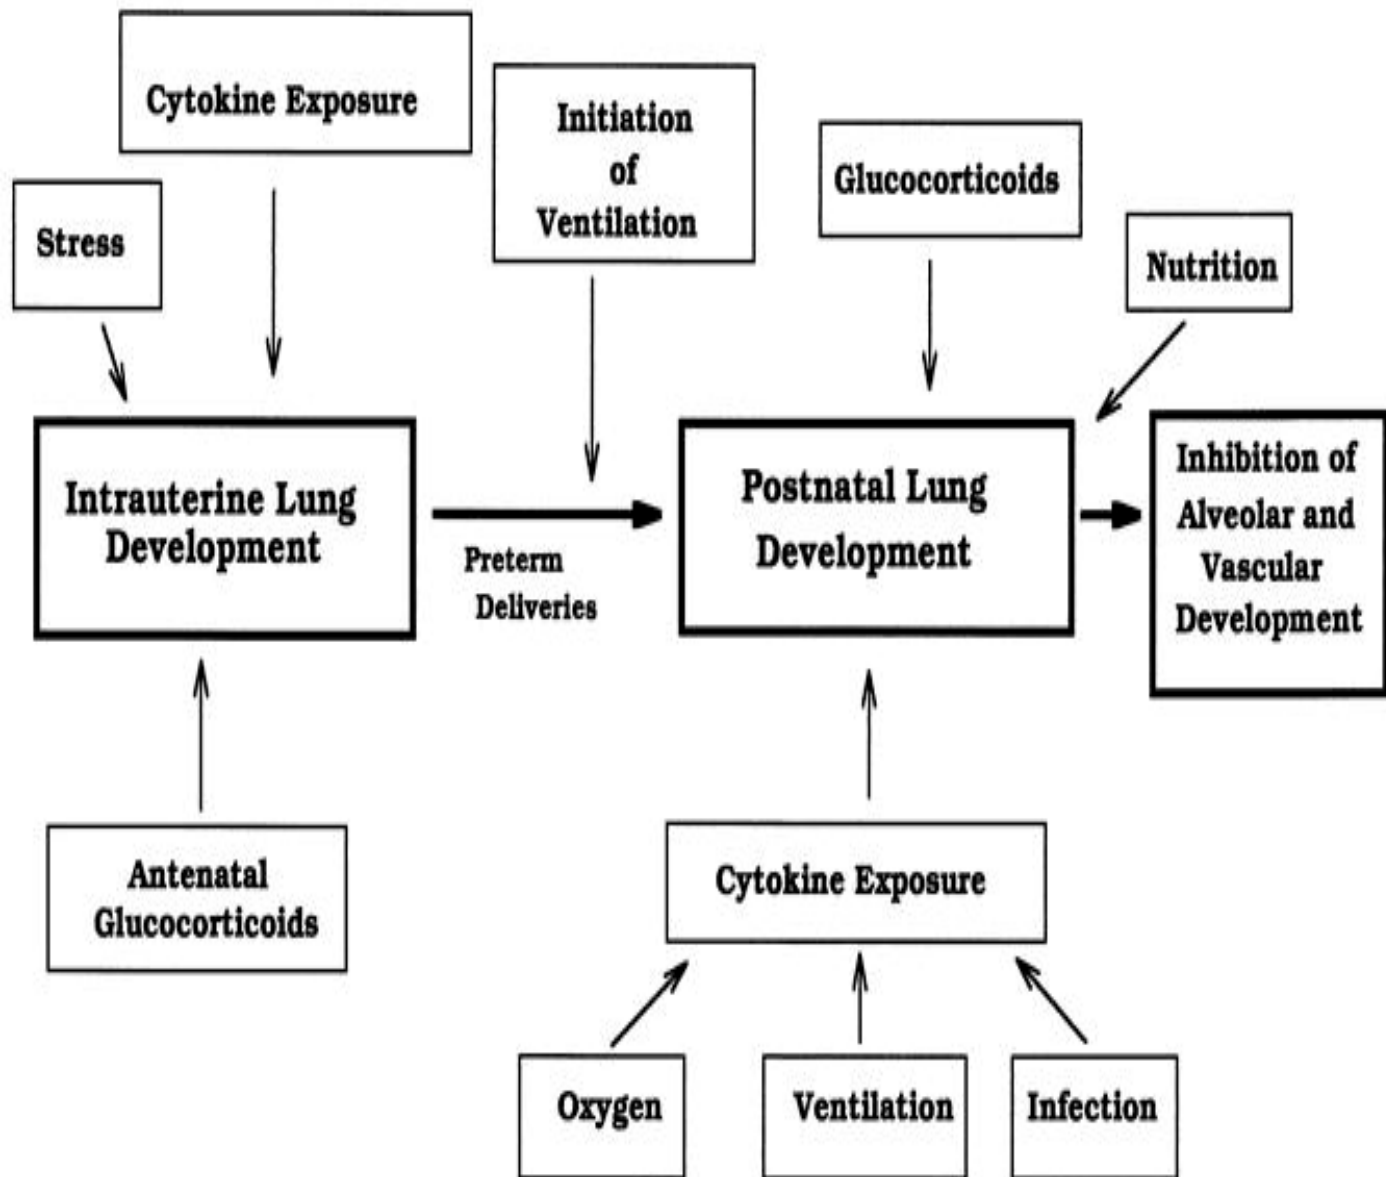 Cytokine Exposure
Initiation
of
Ventilation
Glucocorticoids
Stress
Nutrition
Intrauterine Lung
Development
Preterm
Deliveries
Postnatal Lung
Development
Inhibition of
Alveolar and
Vascular
Development
Antenatal
Glucocorticoids
Cytokine Exposure
Oxygen
Ventilation
Infection